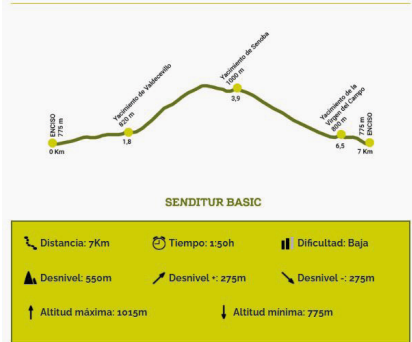 Yacimiento de Senoba
1000 m
3,9
Yacimiento de Valdecevillo
820 m
1,8
Yacimiento de la
Virgen del Campo
800 m
6,5
ENCISO
775 m
0 Km
775 m
ENCISO
7 Km
SENDITUR BASIC
Distancia: 7Km
Tiempo: 1:50h
Dificultad: Baja
Desnivel: 550m
Desnivel +: 275m
Desnivel -: 275m
Altitud máxima: 1015m
Altitud mínima: 775m